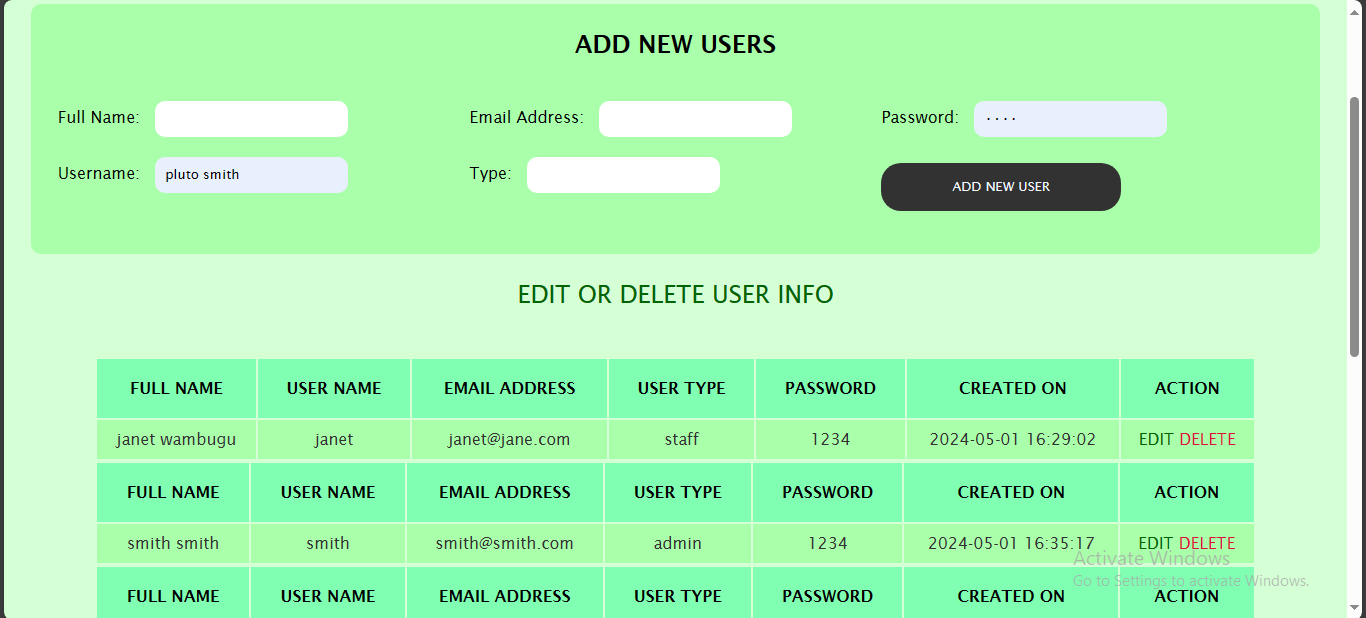 ADD NEW USERS
Full Name: Email Address: Password: ····
Username: pluto smith Type: ADD NEW USER
EDIT OR DELETE USER INFO
FULL NAME USER NAME EMAIL ADDRESS USER TYPE PASSWORD CREATED ON ACTION
janet wambugu janet janet@jane.com staff 1234 2024-05-01 16:29:02 EDIT DELETE
FULL NAME USER NAME EMAIL ADDRESS USER TYPE PASSWORD CREATED ON ACTION
smith smith smith smith@smith.com admin 1234 2024-05-01 16:35:17 EDIT DELETE
Activate Windows
Go to Settings to activate Windows.
FULL NAME USER NAME EMAIL ADDRESS USER TYPE PASSWORD CREATED ON ACTION